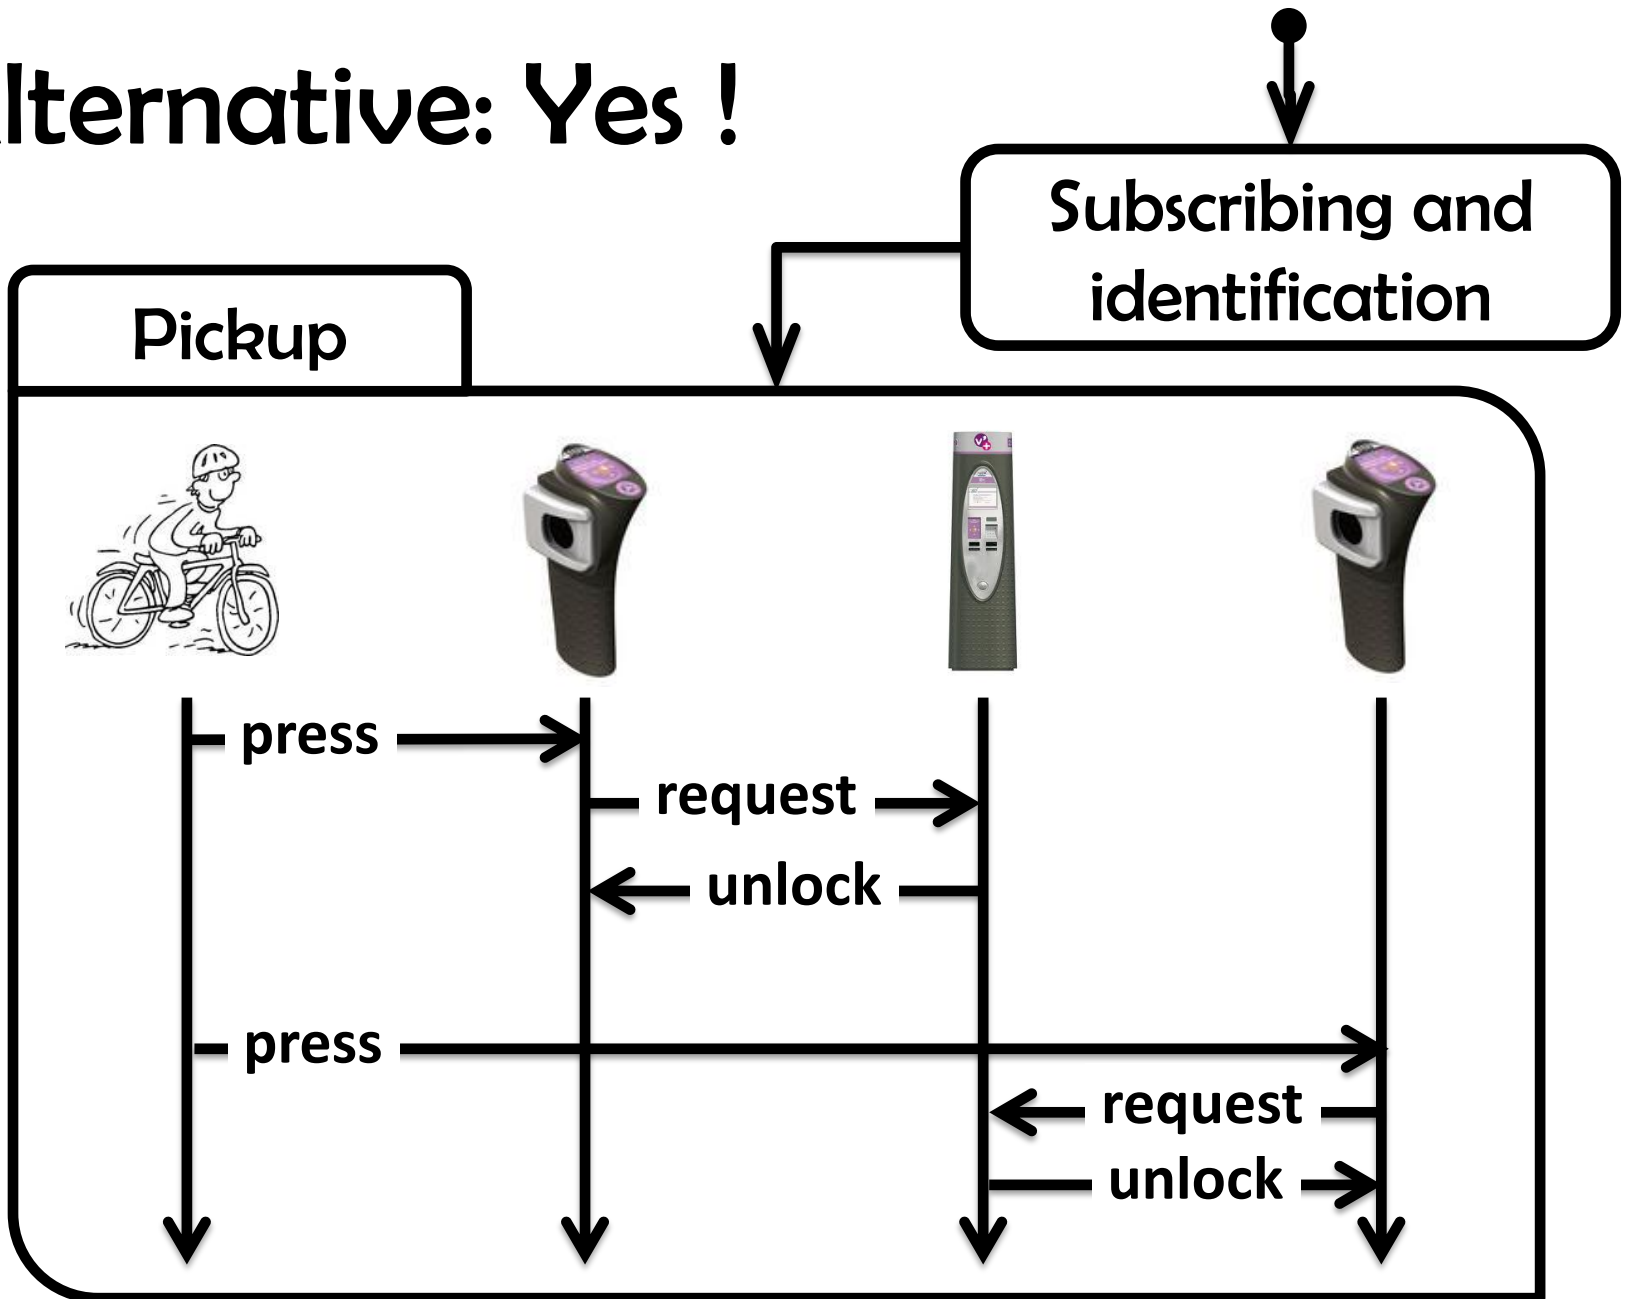 lternative: Yes !
Subscribing and
identification
Pickup
press
request
unlock
press
request
unlock